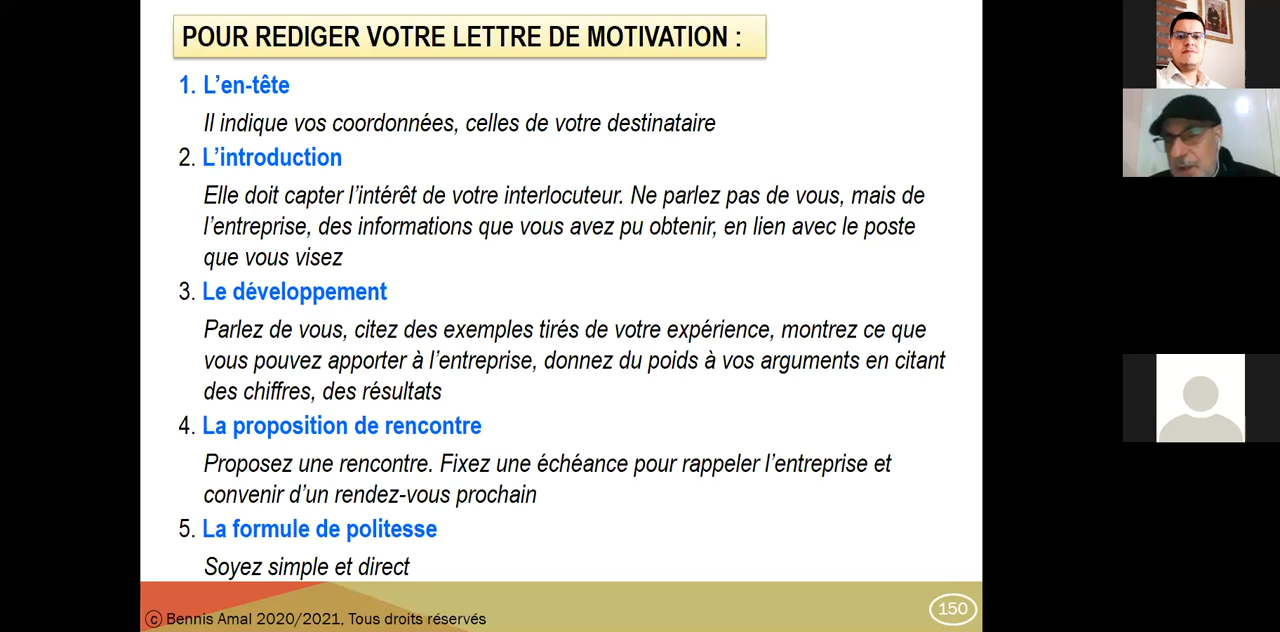 POUR REDIGER VOTRE LETTRE DE MOTIVATION :
1. L’en-tête
Il indique vos coordonnées, celles de votre destinataire
2. L’introduction
Elle doit capter l’intérêt de votre interlocuteur. Ne parlez pas de vous, mais de
l’entreprise, des informations que vous avez pu obtenir, en lien avec le poste
que vous visez
3. Le développement
Parlez de vous, citez des exemples tirés de votre expérience, montrez ce que
vous pouvez apporter à l’entreprise, donnez du poids à vos arguments en citant
des chiffres, des résultats
4. La proposition de rencontre
Proposez une rencontre. Fixez une échéance pour rappeler l’entreprise et
convenir d’un rendez-vous prochain
5. La formule de politesse
Soyez simple et direct
© Bennis Amal 2020/2021, Tous droits réservés
150